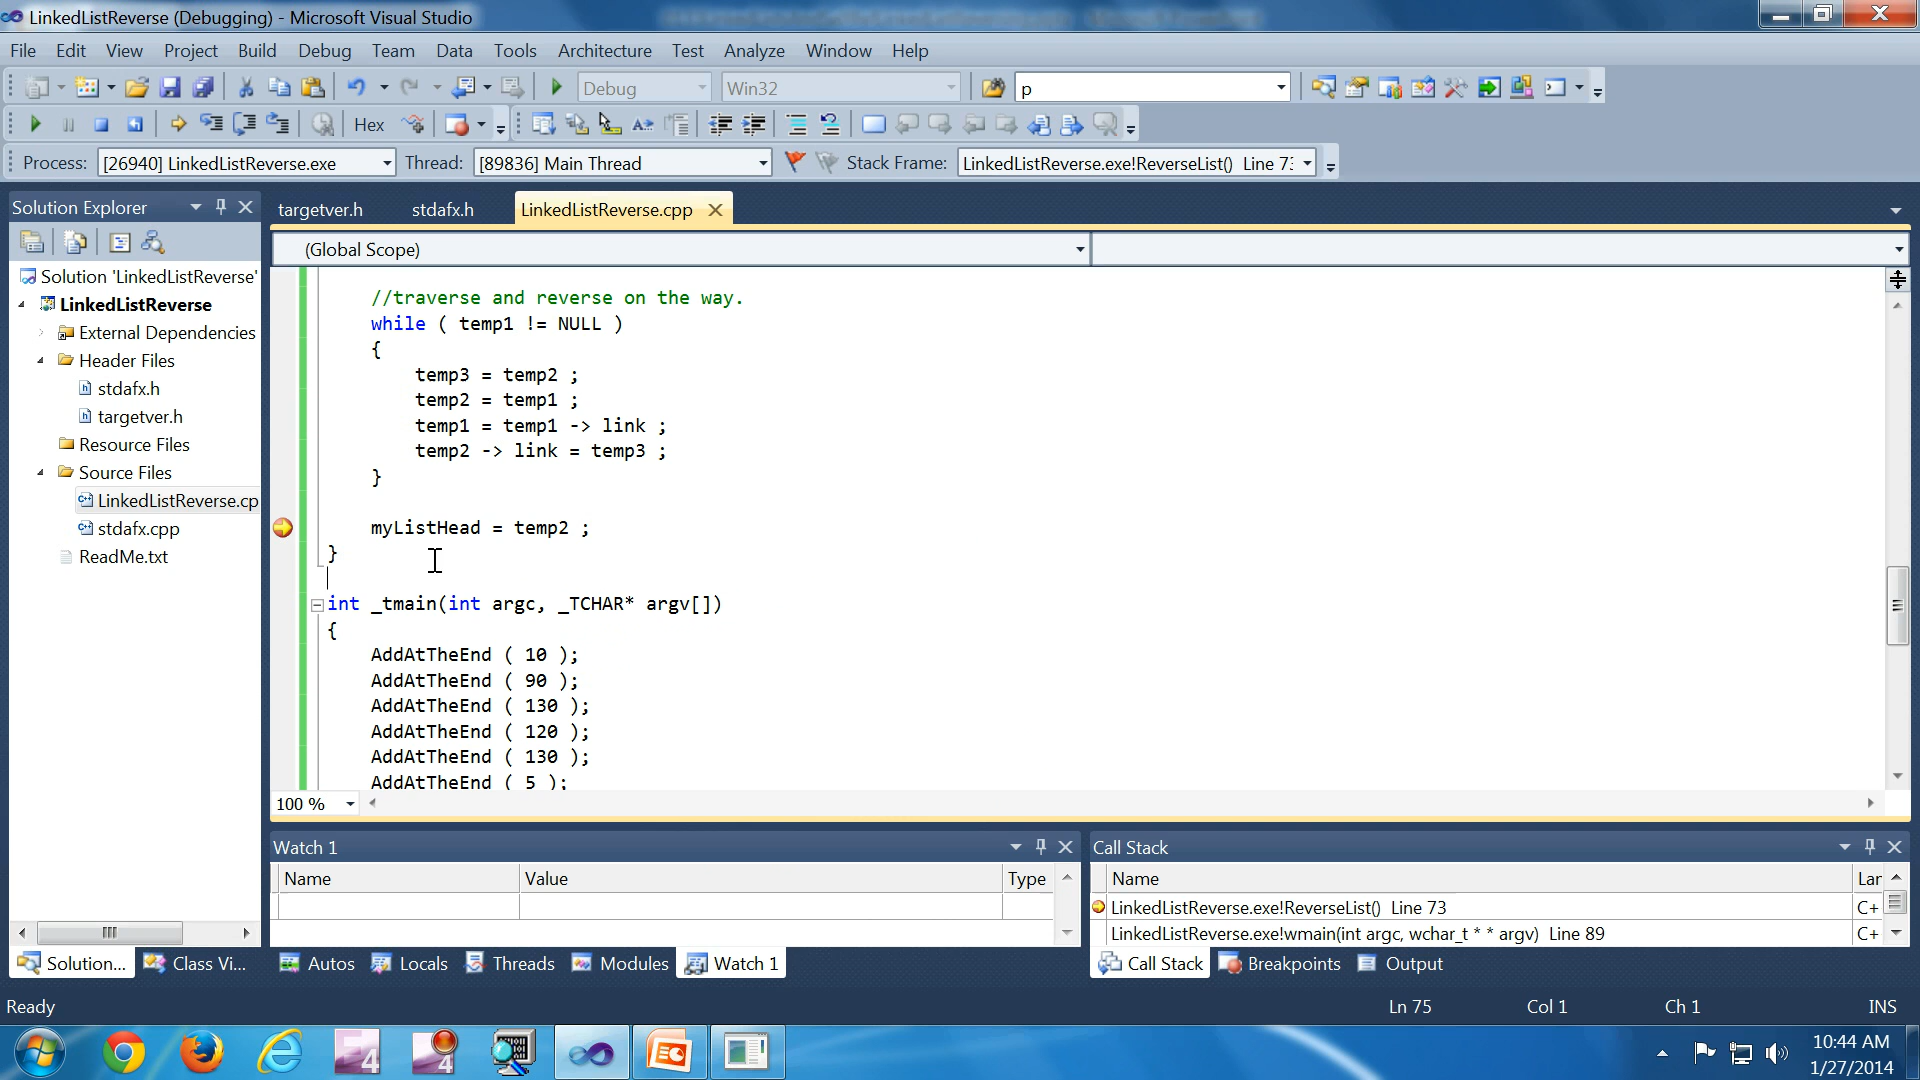 LinkedListReverse (Debugging) - Microsoft Visual Studio
File Edit View Project Build Debug Team Data Tools Architecture Test Analyze Window Help
Debug Win32 p
Hex
Process: [26940] LinkedListReverse.exe Thread: [89836] Main Thread Stack Frame: LinkedListReverse.exe!ReverseList() Line 73
Solution Explorer
targetver.h stdafx.h LinkedListReverse.cpp
(Global Scope)
Solution 'LinkedListReverse'
LinkedListReverse
External Dependencies
Header Files
stdafx.h
targetver.h
Resource Files
Source Files
LinkedListReverse.cp
stdafx.cpp
ReadMe.txt
//traverse and reverse on the way.
while ( temp1 != NULL )
{
temp3 = temp2 ;
temp2 = temp1 ;
temp1 = temp1 -> link ;
temp2 -> link = temp3 ;
}
myListHead = temp2 ;
}
int _tmain(int argc, _TCHAR* argv[])
{
AddAtTheEnd ( 10 );
AddAtTheEnd ( 90 );
AddAtTheEnd ( 130 );
AddAtTheEnd ( 120 );
AddAtTheEnd ( 130 );
AddAtTheEnd ( 5 );
100 %
Watch 1
Name Value Type
Call Stack
Name Lar
LinkedListReverse.exe!ReverseList() Line 73 C+
LinkedListReverse.exe!wmain(int argc, wchar_t * * argv) Line 89 C+
Solution... Class Vi... Autos Locals Threads Modules Watch 1 Call Stack Breakpoints Output
Ready Ln 75 Col 1 Ch 1 INS
4 4
10:44 AM
1/27/2014